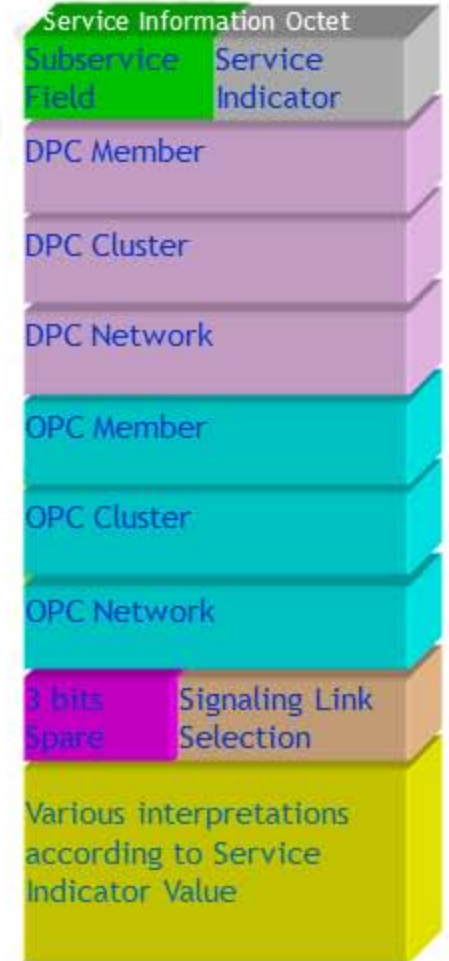 Service Information Octet
Subservice Field
Service Indicator
DPC Member
DPC Cluster
DPC Network
OPC Member
OPC Cluster
OPC Network
3 bits Spare
Signaling Link Selection
Various interpretations
according to Service
Indicator Value